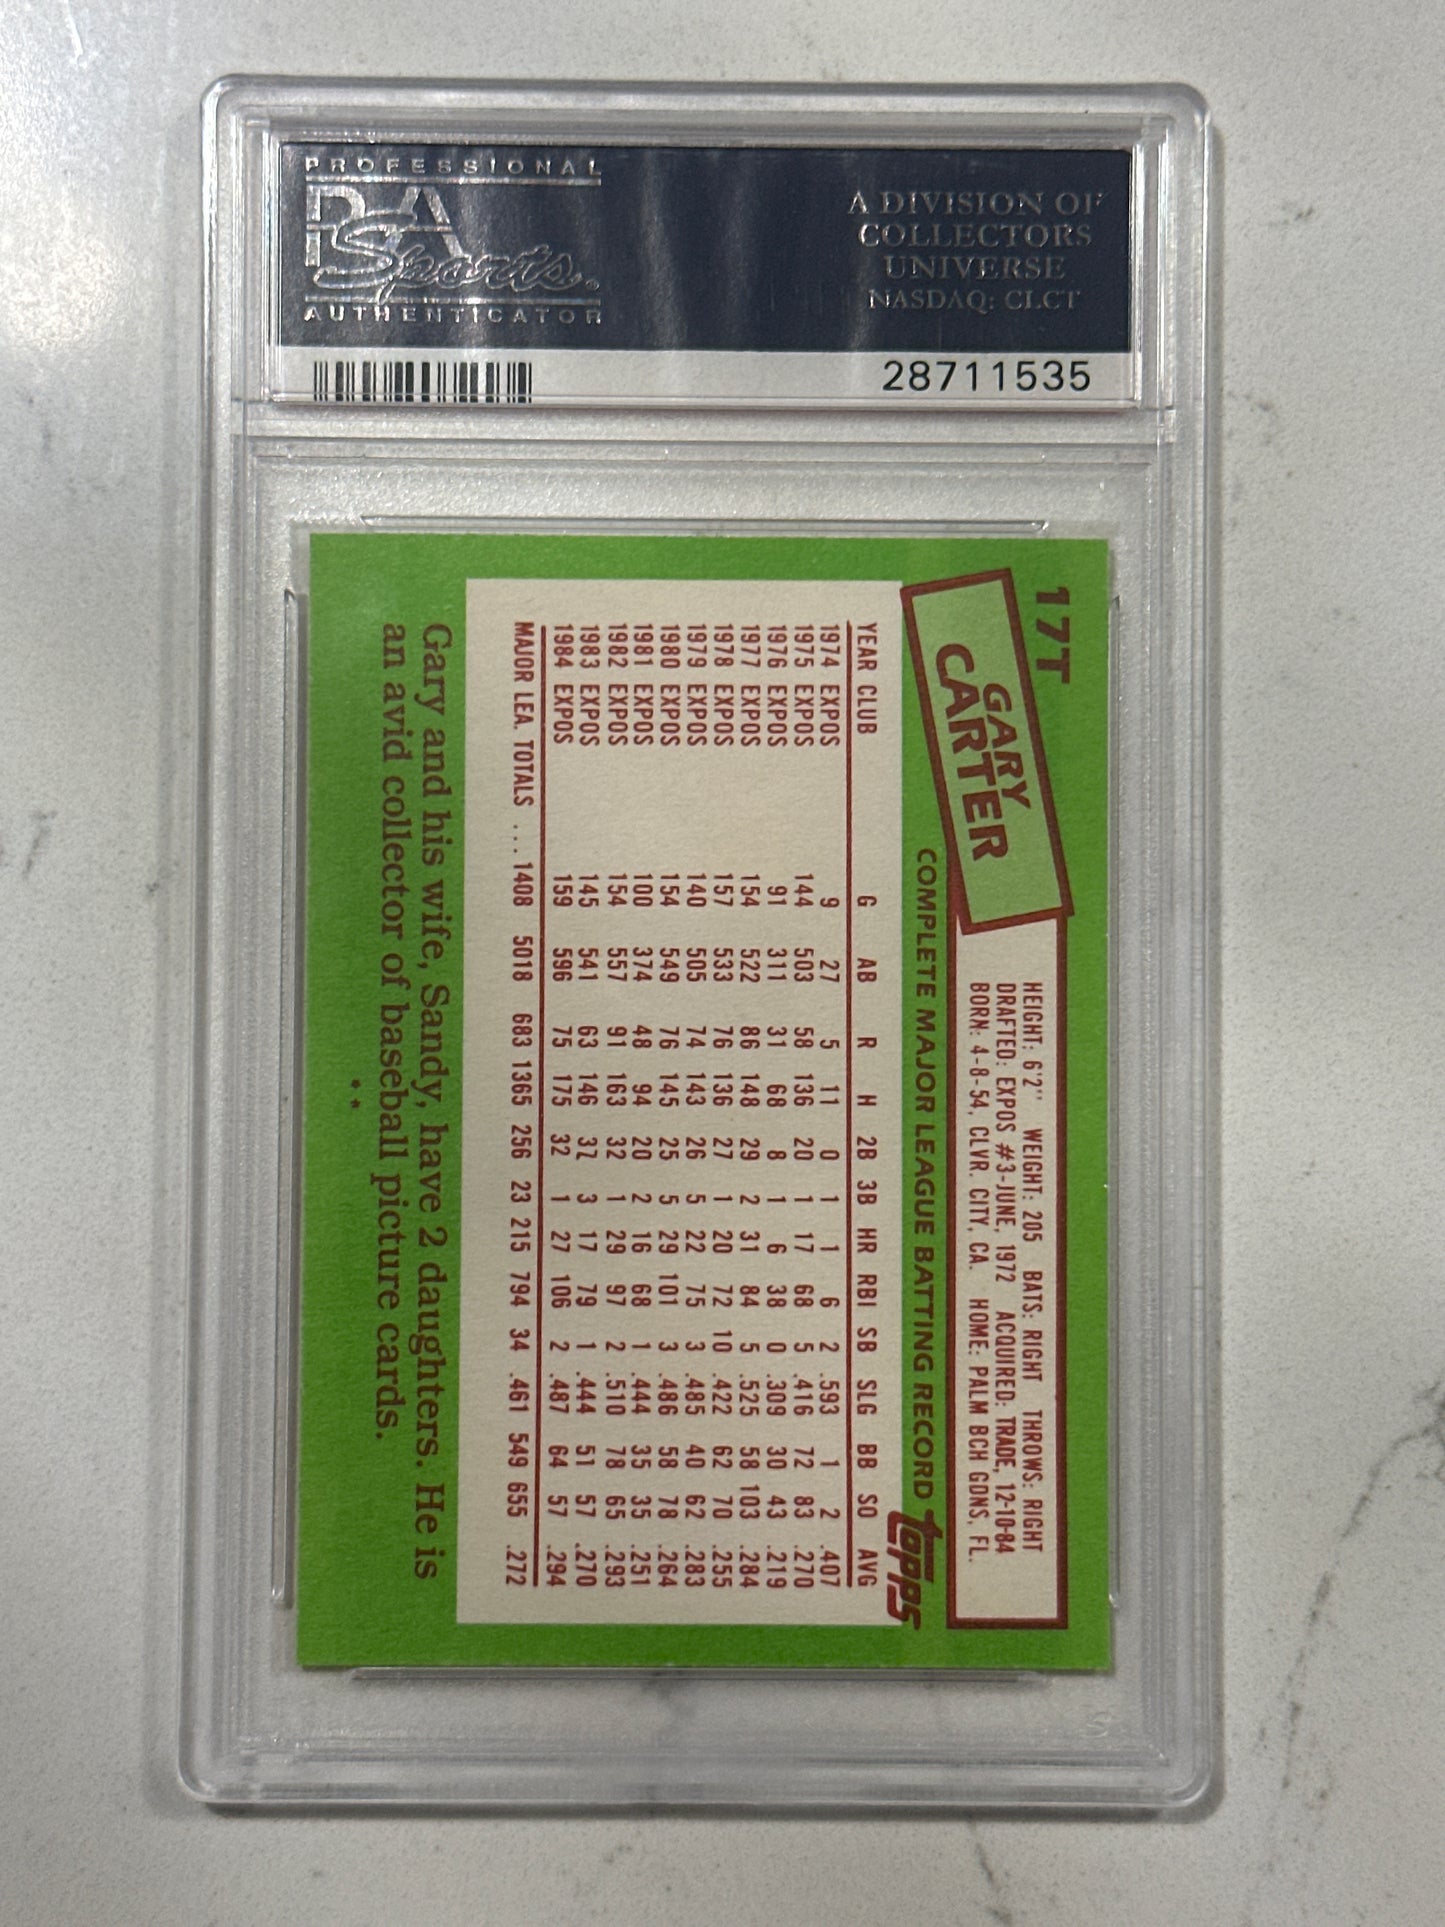 PROFESSIONAL
PSA
Sports®
AUTHENTICATOR
A DIVISION OF
COLLECTORS
UNIVERSE
NASDAQ: CLCT
28711535
17T
GARY
CARTER
HEIGHT: 6'2" WEIGHT: 205 BATS: RIGHT THROWS: RIGHT
DRAFTED: EXPOS #3-JUNE, 1972 ACQUIRED: TRADE, 12-10-84
BORN: 4-8-54, CLVR. CITY, CA. HOME: PALM BCH GDNS, FL.
COMPLETE MAJOR LEAGUE BATTING RECORD
Topps
YEAR CLUB G AB R H 2B 3B HR RBI SB SLG BB SO AVG
1974 EXPOS 9 27 5 11 0 1 1 6 2 .593 1 2 .407
1975 EXPOS 144 503 58 136 20 1 17 68 5 .416 72 83 .270
1976 EXPOS 91 311 31 68 8 1 6 38 0 .309 30 43 .219
1977 EXPOS 154 522 86 148 29 2 31 84 5 .525 58 103 .284
1978 EXPOS 157 533 76 136 27 1 20 72 10 .422 62 70 .255
1979 EXPOS 140 505 74 143 26 5 22 75 3 .485 40 62 .283
1980 EXPOS 154 549 76 145 25 5 29 101 3 .486 58 78 .264
1981 EXPOS 100 374 48 94 20 2 16 68 1 .444 35 35 .251
1982 EXPOS 154 557 91 163 32 1 29 97 2 .510 78 65 .293
1983 EXPOS 145 541 63 146 37 3 17 79 1 .444 51 57 .270
1984 EXPOS 159 596 75 175 32 1 27 106 2 .487 64 57 .294
MAJOR LEA. TOTALS .... 1408 5018 683 1365 256 23 215 794 34 .461 549 655 .272
Gary and his wife, Sandy, have 2 daughters. He is
an avid collector of baseball picture cards.
**